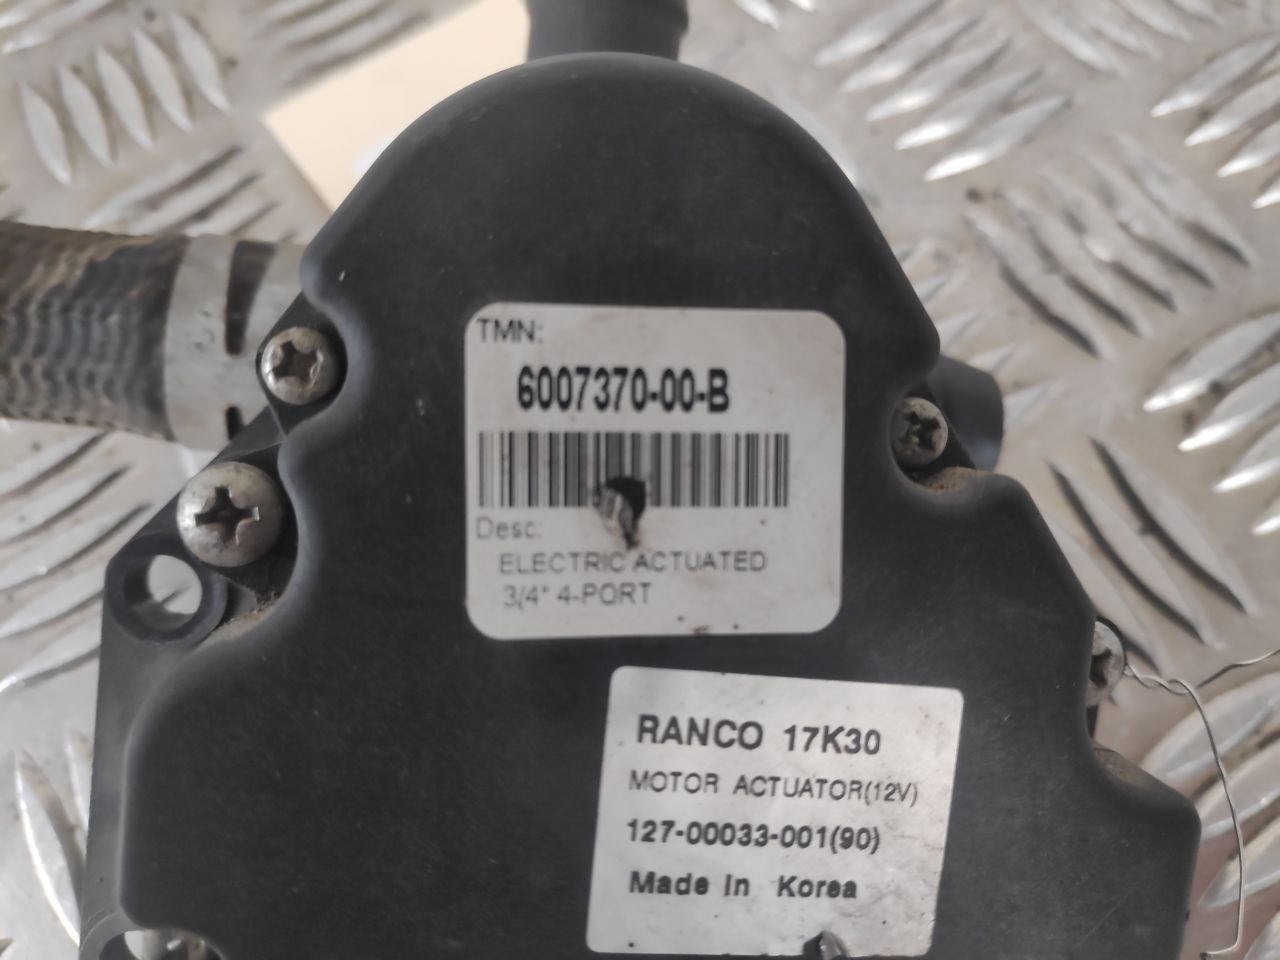 TMN:
6007370-00-B
Desc:
ELECTRIC ACTUATED
3/4" 4-PORT
RANCO 17K30
MOTOR ACTUATOR(12V)
127-00033-001(90)
Made In Korea